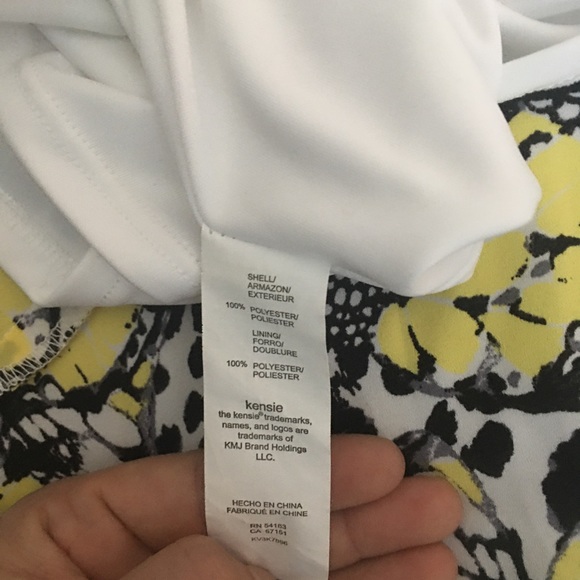 SHELL/
ARMAZON/
EXTERIEUR
100% POLYESTER/
POLIESTER
LINING/
FORRO/
DOUBLURE
100% POLYESTER/
POLIESTER
kensie
the kensie® trademarks,
names, and logos are
trademarks of
KMJ Brand Holdings
LLC.
HECHO EN CHINA
FABRIQUÉ EN CHINE
RN 54163
CA 57151